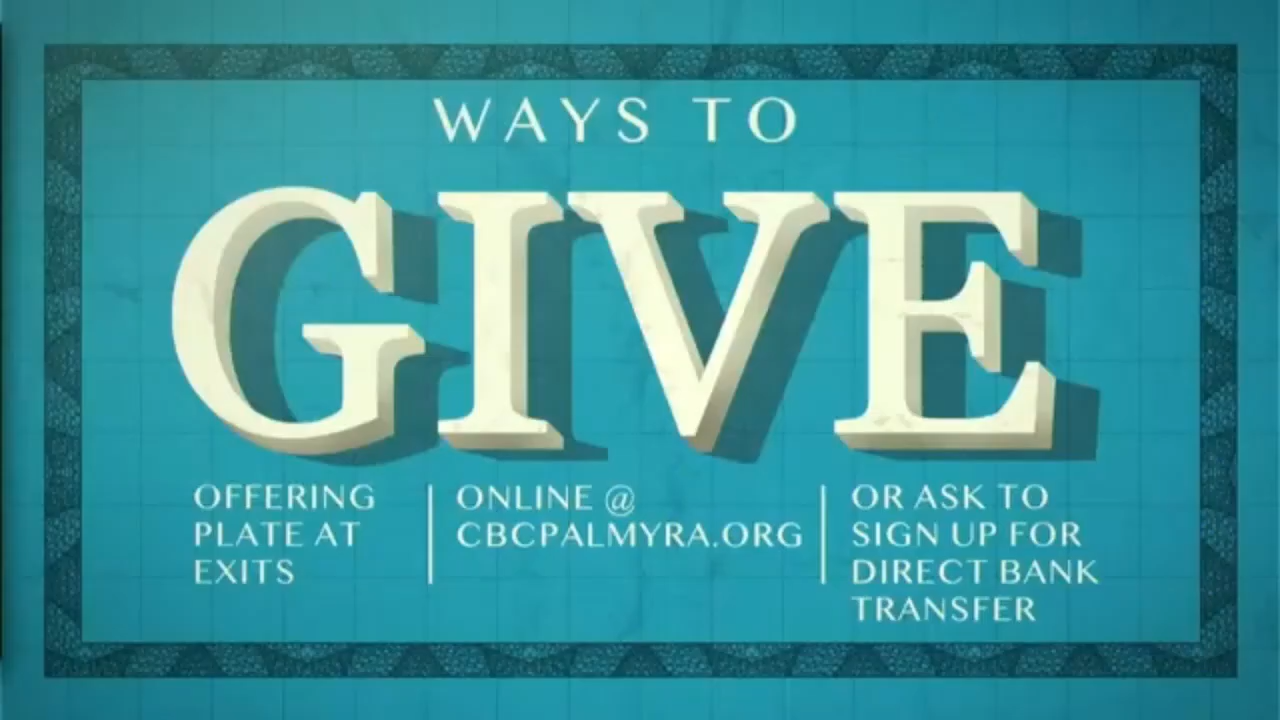 WAYS TO
GIVE
OFFERING
PLATE AT
EXITS
ONLINE @
CBCPALMYRA.ORG
OR ASK TO
SIGN UP FOR
DIRECT BANK
TRANSFER